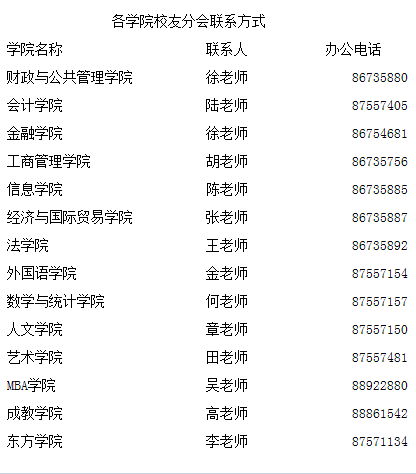 各学院校友分会联系方式
学院名称 联系人 办公电话
财政与公共管理学院 徐老师 86735880
会计学院 陆老师 87557405
金融学院 徐老师 86754681
工商管理学院 胡老师 86735756
信息学院 陈老师 86735885
经济与国际贸易学院 张老师 86735887
法学院 王老师 86735892
外国语学院 金老师 87557154
数学与统计学院 何老师 87557157
人文学院 章老师 87557150
艺术学院 田老师 87557481
MBA学院 吴老师 88922880
成教学院 高老师 88861542
东方学院 李老师 87571134